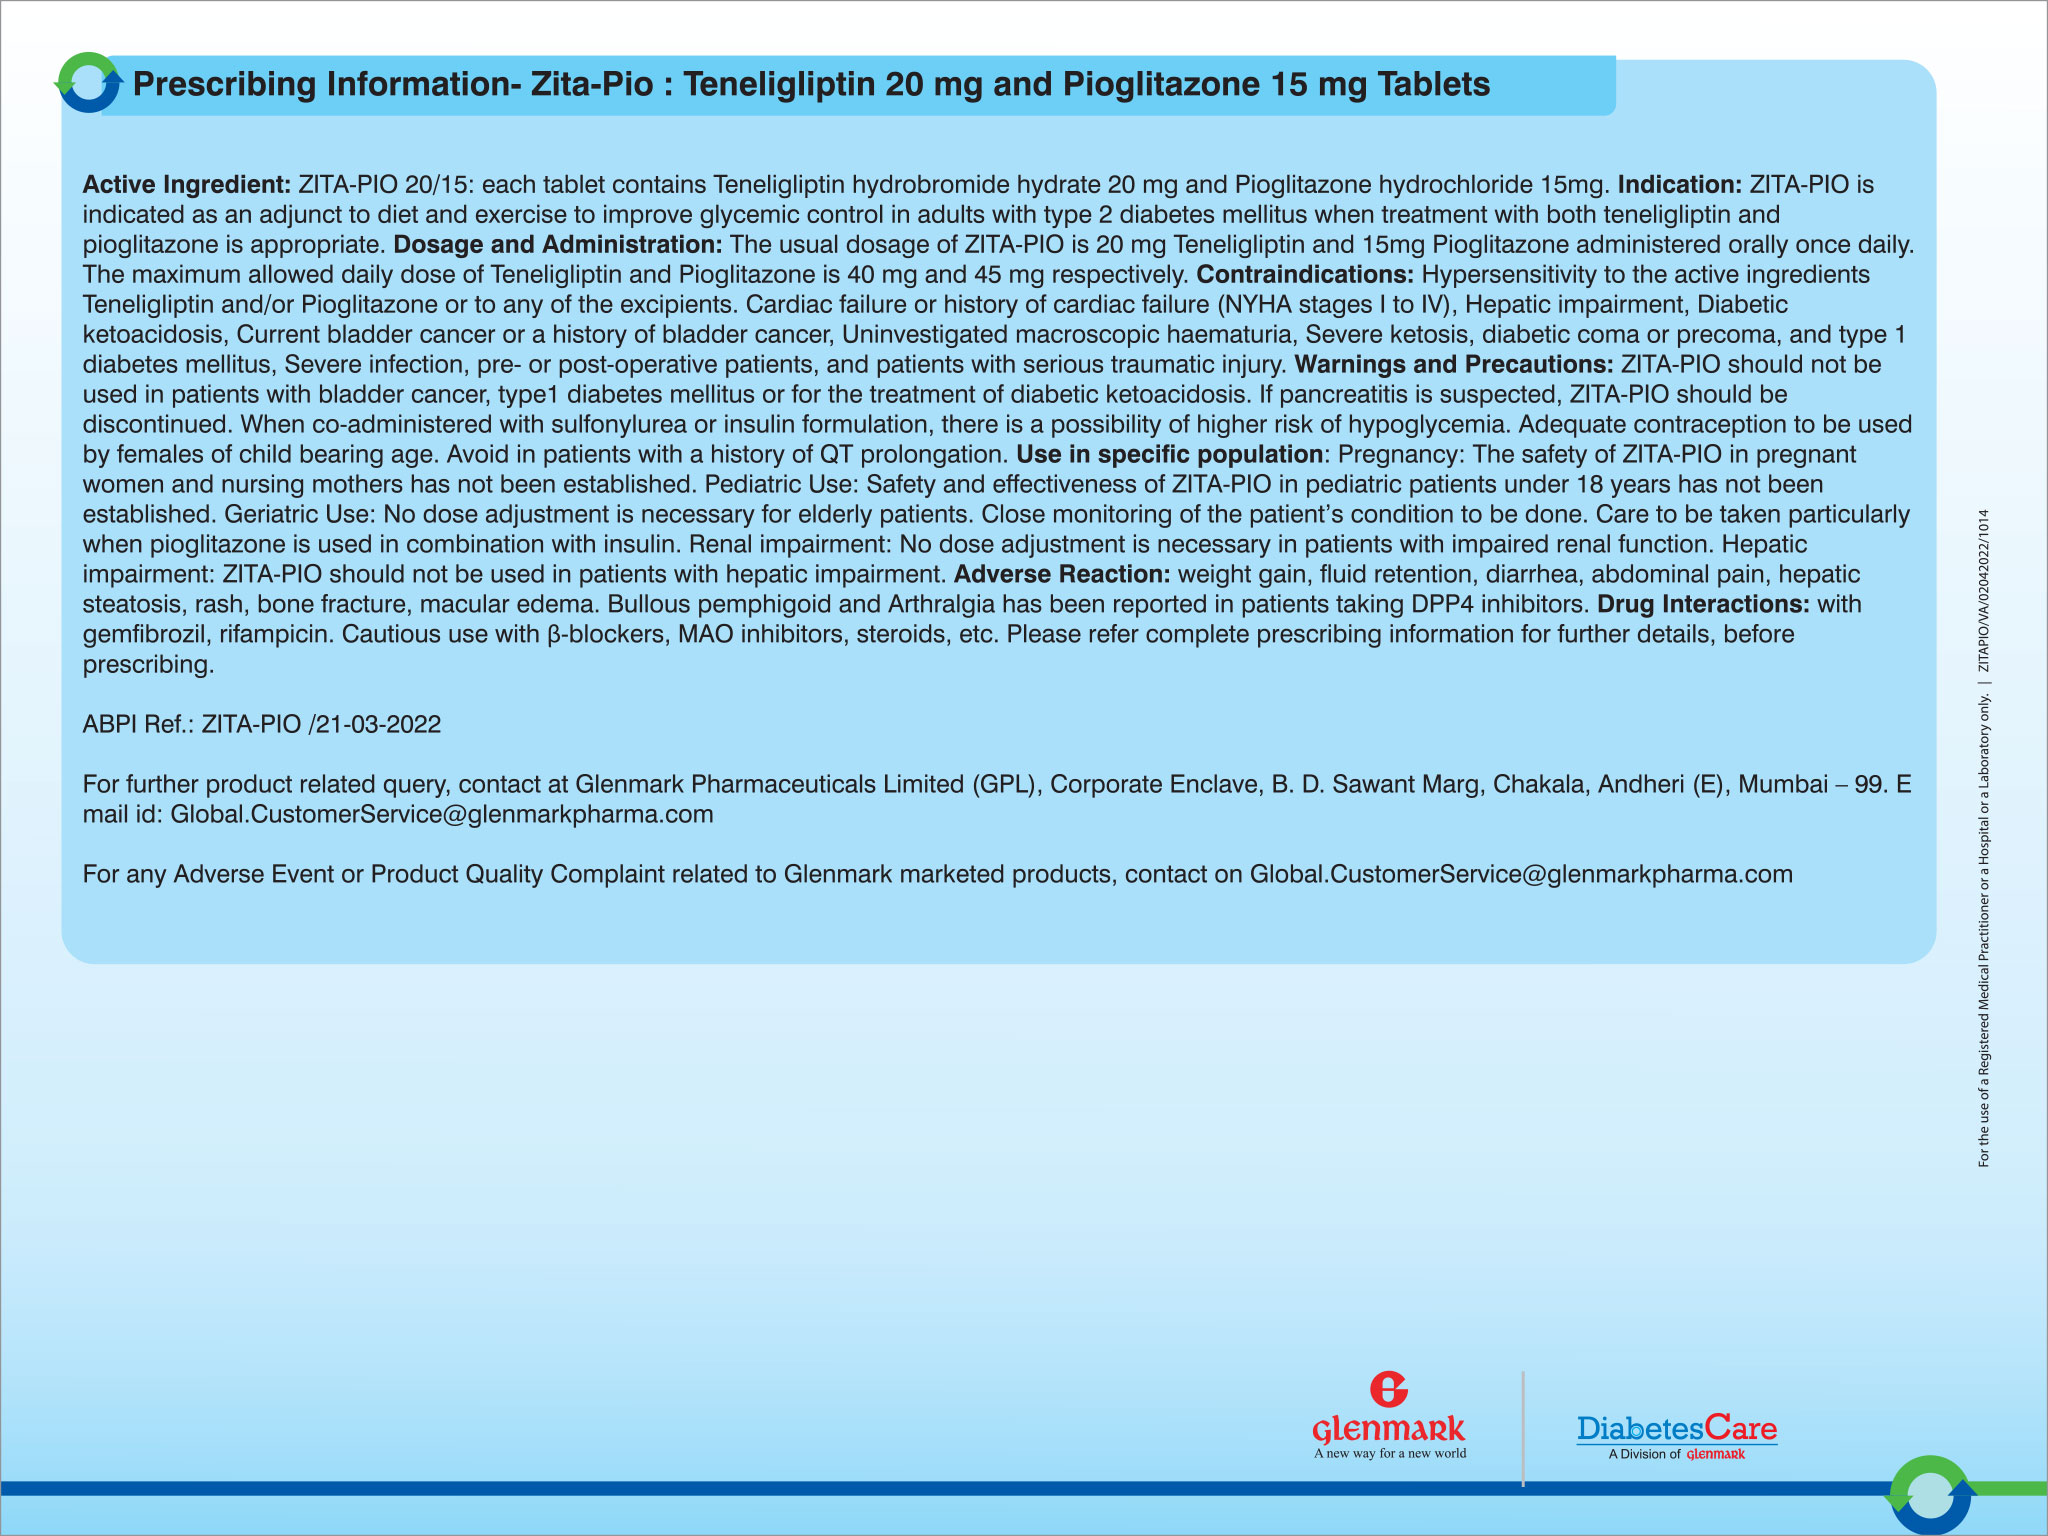 Prescribing Information- Zita-Pio : Teneligliptin 20 mg and Pioglitazone 15 mg Tablets
Active Ingredient: ZITA-PIO 20/15: each tablet contains Teneligliptin hydrobromide hydrate 20 mg and Pioglitazone hydrochloride 15mg. Indication: ZITA-PIO is
indicated as an adjunct to diet and exercise to improve glycemic control in adults with type 2 diabetes mellitus when treatment with both teneligliptin and
pioglitazone is appropriate. Dosage and Administration: The usual dosage of ZITA-PIO is 20 mg Teneligliptin and 15mg Pioglitazone administered orally once daily.
The maximum allowed daily dose of Teneligliptin and Pioglitazone is 40 mg and 45 mg respectively. Contraindications: Hypersensitivity to the active ingredients
Teneligliptin and/or Pioglitazone or to any of the excipients. Cardiac failure or history of cardiac failure (NYHA stages I to IV), Hepatic impairment, Diabetic
ketoacidosis, Current bladder cancer or a history of bladder cancer, Uninvestigated macroscopic haematuria, Severe ketosis, diabetic coma or precoma, and type 1
diabetes mellitus, Severe infection, pre- or post-operative patients, and patients with serious traumatic injury. Warnings and Precautions: ZITA-PIO should not be
used in patients with bladder cancer, type1 diabetes mellitus or for the treatment of diabetic ketoacidosis. If pancreatitis is suspected, ZITA-PIO should be
discontinued. When co-administered with sulfonylurea or insulin formulation, there is a possibility of higher risk of hypoglycemia. Adequate contraception to be used
by females of child bearing age. Avoid in patients with a history of QT prolongation. Use in specific population: Pregnancy: The safety of ZITA-PIO in pregnant
women and nursing mothers has not been established. Pediatric Use: Safety and effectiveness of ZITA-PIO in pediatric patients under 18 years has not been
established. Geriatric Use: No dose adjustment is necessary for elderly patients. Close monitoring of the patient's condition to be done. Care to be taken particularly
when pioglitazone is used in combination with insulin. Renal impairment: No dose adjustment is necessary in patients with impaired renal function. Hepatic
impairment: ZITA-PIO should not be used in patients with hepatic impairment. Adverse Reaction: weight gain, fluid retention, diarrhea, abdominal pain, hepatic
steatosis, rash, bone fracture, macular edema. Bullous pemphigoid and Arthralgia has been reported in patients taking DPP4 inhibitors. Drug Interactions: with
gemfibrozil, rifampicin. Cautious use with β-blockers, MAO inhibitors, steroids, etc. Please refer complete prescribing information for further details, before
prescribing.
ABPI Ref.: ZITA-PIO /21-03-2022
For further product related query, contact at Glenmark Pharmaceuticals Limited (GPL), Corporate Enclave, B. D. Sawant Marg, Chakala, Andheri (E), Mumbai – 99. E
mail id: Global.CustomerService@glenmarkpharma.com
For any Adverse Event or Product Quality Complaint related to Glenmark marketed products, contact on Global.CustomerService@glenmarkpharma.com
For the use of a Registered Medical Practitioner or a Hospital or a Laboratory only. | ZITAPIO/VA/02042022/1014
glenmark
A new way for a new world
DiabetesCare
A Division of glenmark